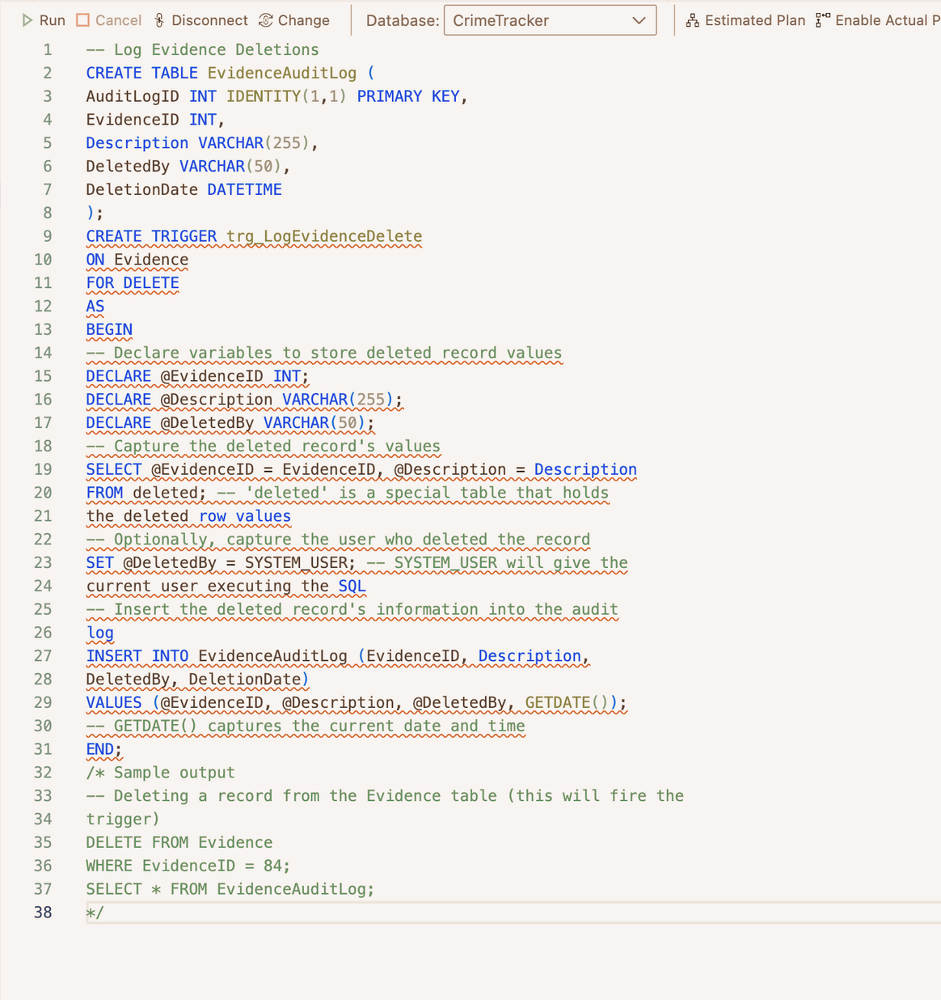 Run Cancel Disconnect Change Database: CrimeTracker Estimated Plan Enable Actual P
1 -- Log Evidence Deletions
2 CREATE TABLE EvidenceAuditLog (
3 AuditLogID INT IDENTITY(1,1) PRIMARY KEY,
4 EvidenceID INT,
5 Description VARCHAR(255),
6 DeletedBy VARCHAR(50),
7 DeletionDate DATETIME
8 );
9 CREATE TRIGGER trg_LogEvidenceDelete
10 ON Evidence
11 FOR DELETE
12 AS
13 BEGIN
14 -- Declare variables to store deleted record values
15 DECLARE @EvidenceID INT;
16 DECLARE @Description VARCHAR(255);
17 DECLARE @DeletedBy VARCHAR(50);
18 -- Capture the deleted record's values
19 SELECT @EvidenceID = EvidenceID, @Description = Description
20 FROM deleted; -- 'deleted' is a special table that holds
21 the deleted row values
22 -- Optionally, capture the user who deleted the record
23 SET @DeletedBy = SYSTEM_USER; -- SYSTEM_USER will give the
24 current user executing the SQL
25 -- Insert the deleted record's information into the audit
26 log
27 INSERT INTO EvidenceAuditLog (EvidenceID, Description,
28 DeletedBy, DeletionDate)
29 VALUES (@EvidenceID, @Description, @DeletedBy, GETDATE());
30 -- GETDATE() captures the current date and time
31 END;
32 /* Sample output
33 -- Deleting a record from the Evidence table (this will fire the
34 trigger)
35 DELETE FROM Evidence
36 WHERE EvidenceID = 84;
37 SELECT * FROM EvidenceAuditLog;
38 */